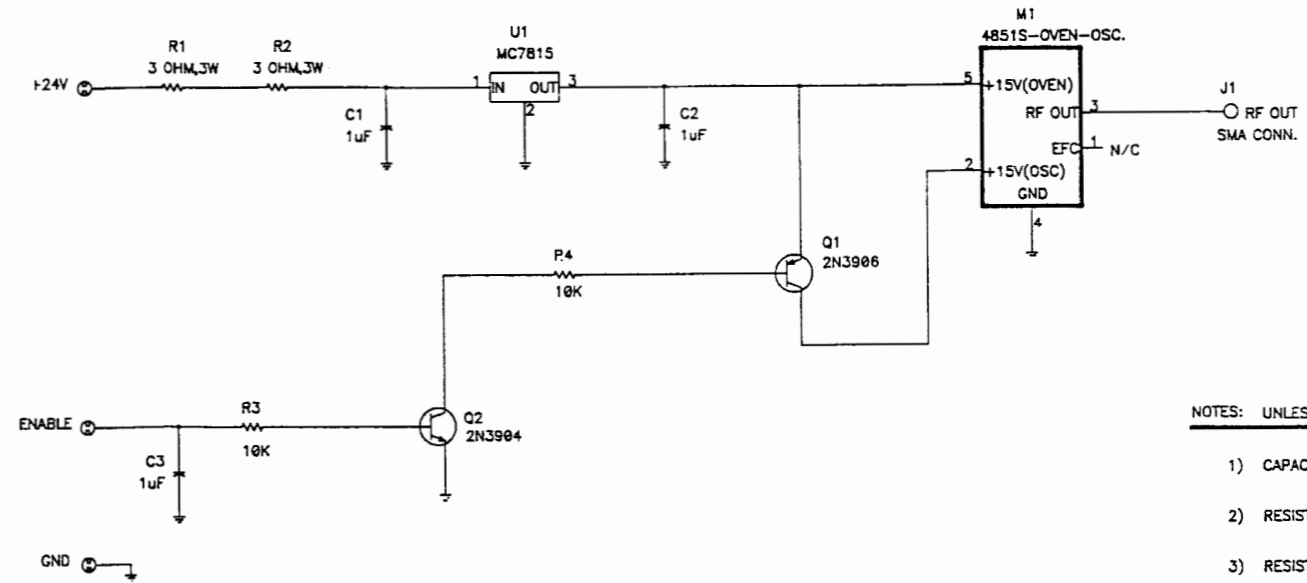 M1
4851S-OVEN-OSC.
U1
MC7815
R1
3 OHM,3W
R2
3 OHM,3W
+24V
1
IN
OUT
3
2
C1
1uF
C2
1uF
5
+15V(OVEN)
RF OUT
3
J1
RF OUT
SMA CONN.
EFC
1
N/C
2
+15V(OSC)
GND
4
Q1
2N3906
R4
10K
ENABLE
R3
10K
Q2
2N3904
C3
1uF
GND
NOTES: UNLES
1) CAPAC
2) RESIST
3) RESIST